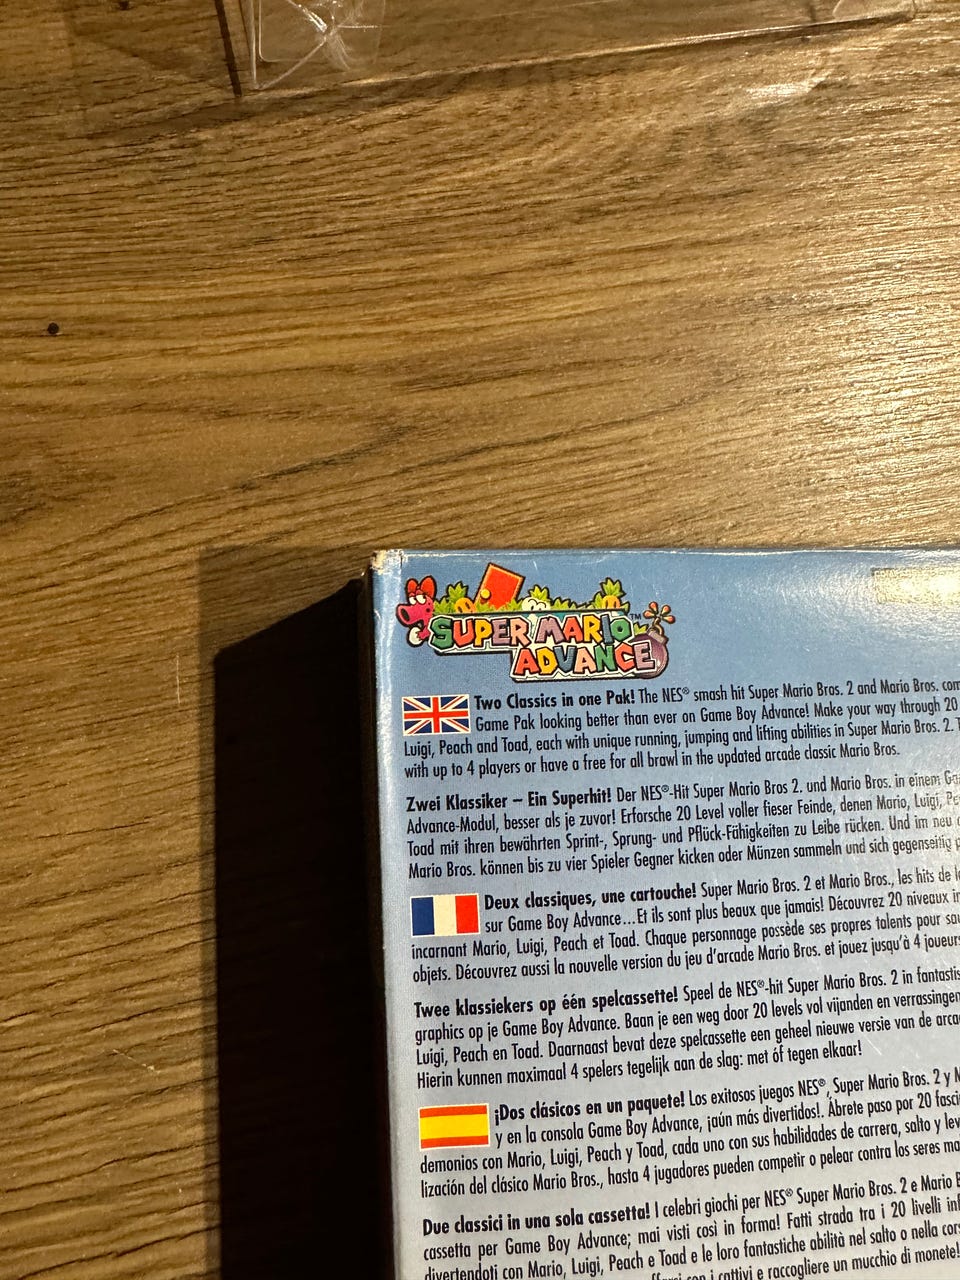 SUPER MARIO™
ADVANCE
Two Classics in one Pak! The NES® smash hit Super Mario Bros. 2 and Mario Bros. com
Game Pak looking better than ever on Game Boy Advance! Make your way through 20
Luigi, Peach and Toad, each with unique running, jumping and lifting abilities in Super Mario Bros. 2. T
with up to 4 players or have a free for all brawl in the updated arcade classic Mario Bros.
Zwei Klassiker – Ein Superhit! Der NES®-Hit Super Mario Bros 2. und Mario Bros. in einem Ga
Advance-Modul, besser als je zuvor! Erforsche 20 Level voller fieser Feinde, denen Mario, Luigi, Pe
Toad mit ihren bewährten Sprint-, Sprung- und Pflück-Fähigkeiten zu Leibe rücken. Und im neu
Mario Bros. können bis zu vier Spieler Gegner kicken oder Münzen sammeln und sich gegenseitig
Deux classiques, une cartouche! Super Mario Bros. 2 et Mario Bros., les hits de
sur Game Boy Advance...Et ils sont plus beaux que jamais! Découvrez 20 niveaux
incarnant Mario, Luigi, Peach et Toad. Chaque personnage possède ses propres talents pour
objets. Découvrez aussi la nouvelle version du jeu d'arcade Mario Bros. et jouez jusqu'à 4 joueurs
Twee klassiekers op één spelcassette! Speel de NES®-hit Super Mario Bros. 2 in fantastis
graphics op je Game Boy Advance. Baan je een weg door 20 levels vol vijanden en verrassingen
Luigi, Peach en Toad. Daarnaast bevat deze spelcassette een geheel nieuwe versie van de arca
Hierin kunnen maximaal 4 spelers tegelijk aan de slag: met óf tegen elkaar!
¡Dos clásicos en un paquete! Los exitosos juegos NES®, Super Mario Bros. 2 y M
y en la consola Game Boy Advance, ¡aún más divertidos!. Ábrete paso por 20 fasci
demonios con Mario, Luigi, Peach y Toad, cada uno con sus habilidades de carrera, salto y lev
lización del clásico Mario Bros., hasta 4 jugadores pueden competir o pelear contra los seres
Due classici in una sola cassetta! I celebri giochi per NES® Super Mario Bros. 2 e Mario B
cassetta per Game Boy Advance; mai visti così in forma! Fatti strada tra i 20 livelli
divertendoti con Mario, Luigi, Peach e Toad e le loro fantastiche abilità nel salto o nella cors
con i cattivi e raccogliere un mucchio di monete!